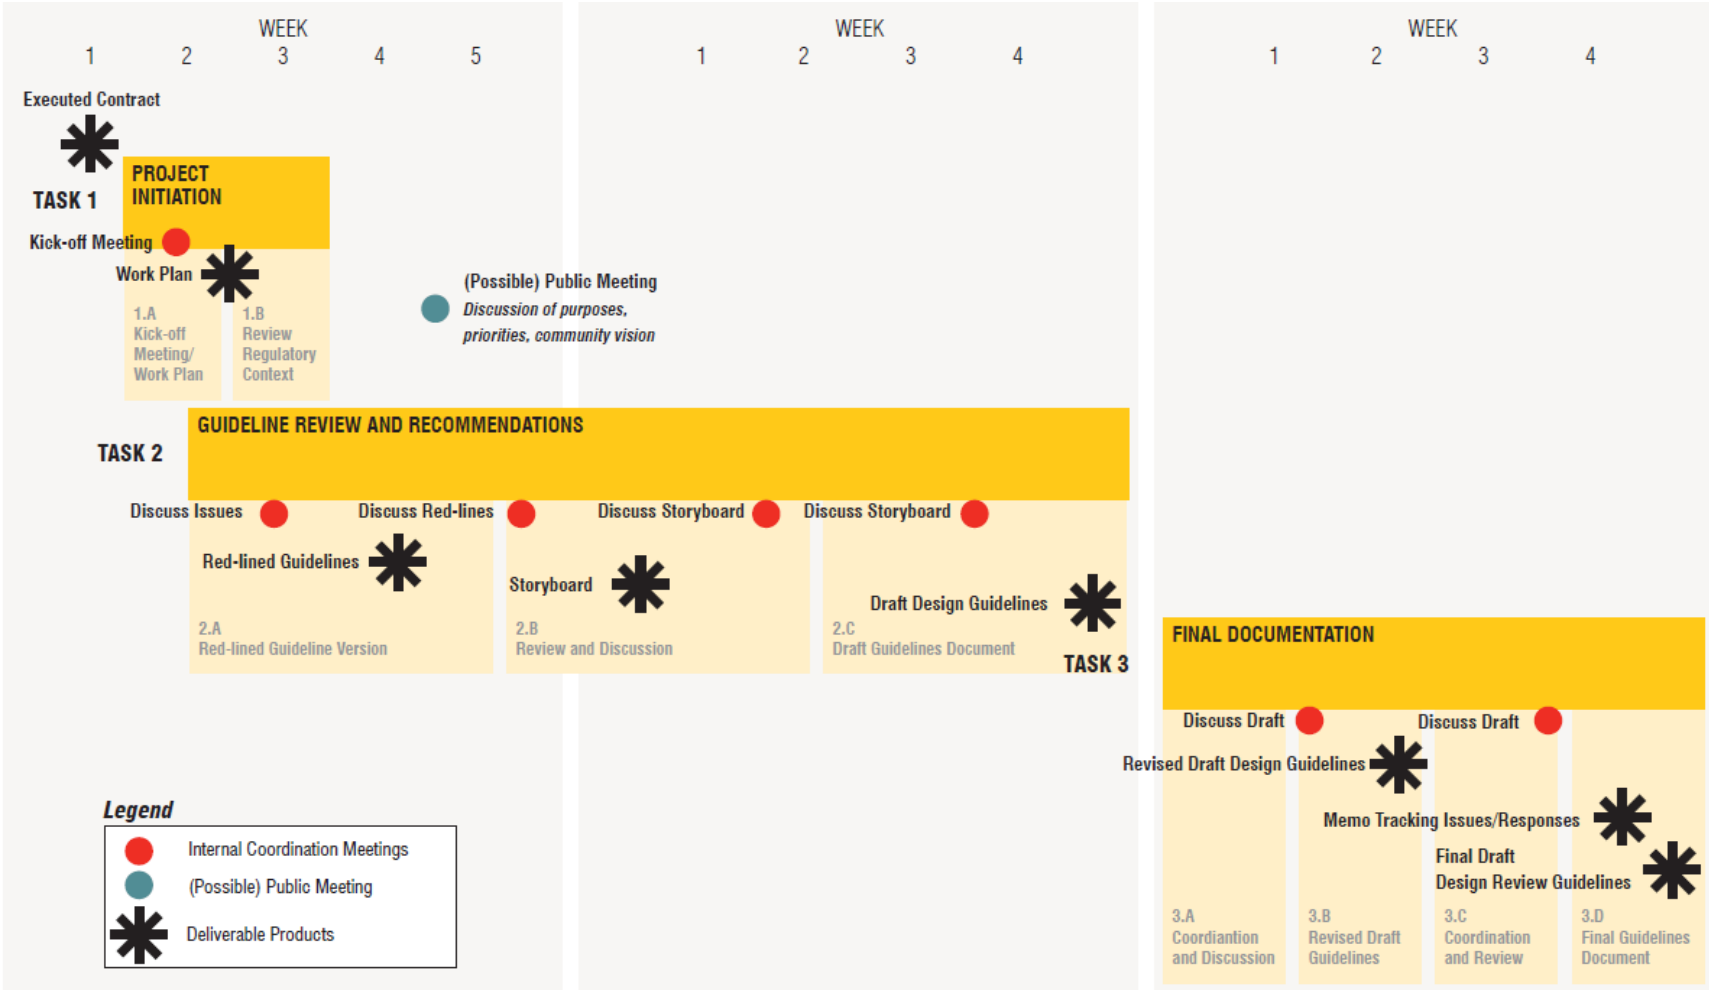 WEEK
1 2 3 4 5
WEEK
1 2 3 4
WEEK
1 2 3 4
Executed Contract
TASK 1
PROJECT
INITIATION
Kick-off Meeting
Work Plan
1.A
Kick-off
Meeting/
Work Plan
1.B
Review
Regulatory
Context
(Possible) Public Meeting
Discussion of purposes,
priorities, community vision
TASK 2
GUIDELINE REVIEW AND RECOMMENDATIONS
Discuss Issues
Discuss Red-lines
Discuss Storyboard
Discuss Storyboard
Red-lined Guidelines
Storyboard
Draft Design Guidelines
2.A
Red-lined Guideline Version
2.B
Review and Discussion
2.C
Draft Guidelines Document
TASK 3
FINAL DOCUMENTATION
Discuss Draft
Discuss Draft
Revised Draft Design Guidelines
Memo Tracking Issues/Responses
Final Draft
Design Review Guidelines
3.A
Coordiantion
and Discussion
3.B
Revised Draft
Guidelines
3.C
Coordination
and Review
3.D
Final Guidelines
Document
Legend
Internal Coordination Meetings
(Possible) Public Meeting
Deliverable Products